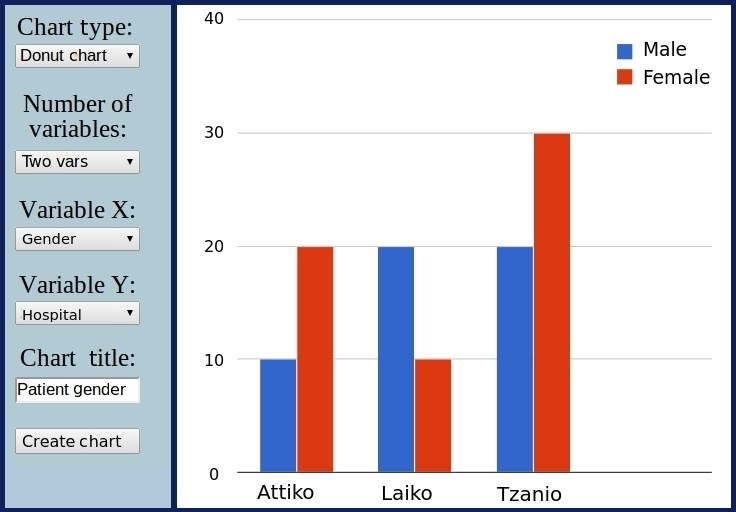 Chart type:
Donut chart
Number of
variables:
Two vars
Variable X:
Gender
Variable Y:
Hospital
Chart title:
Patient gender
Create chart
40
30
20
10
0
Male
Female
Attiko
Laiko
Tzanio